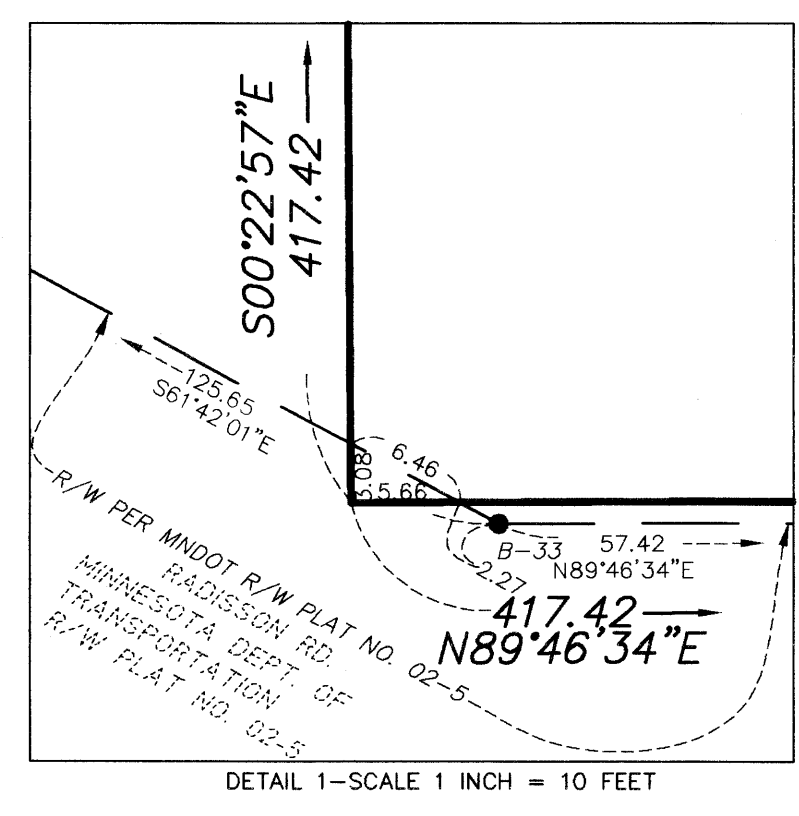 S00°22'57"E
417.42
125.65
S61°42'01"E
6.46
3.08
5.66
B-33
57.42
N89°46'34"E
2.27
417.42
N89°46'34"E
R/W PER MNDOT R/W PLAT NO. 02-5
RADISSON RD.
MINNESOTA DEPT. OF
TRANSPORTATION
R/W PLAT NO. 02-5
DETAIL 1-SCALE 1 INCH = 10 FEET